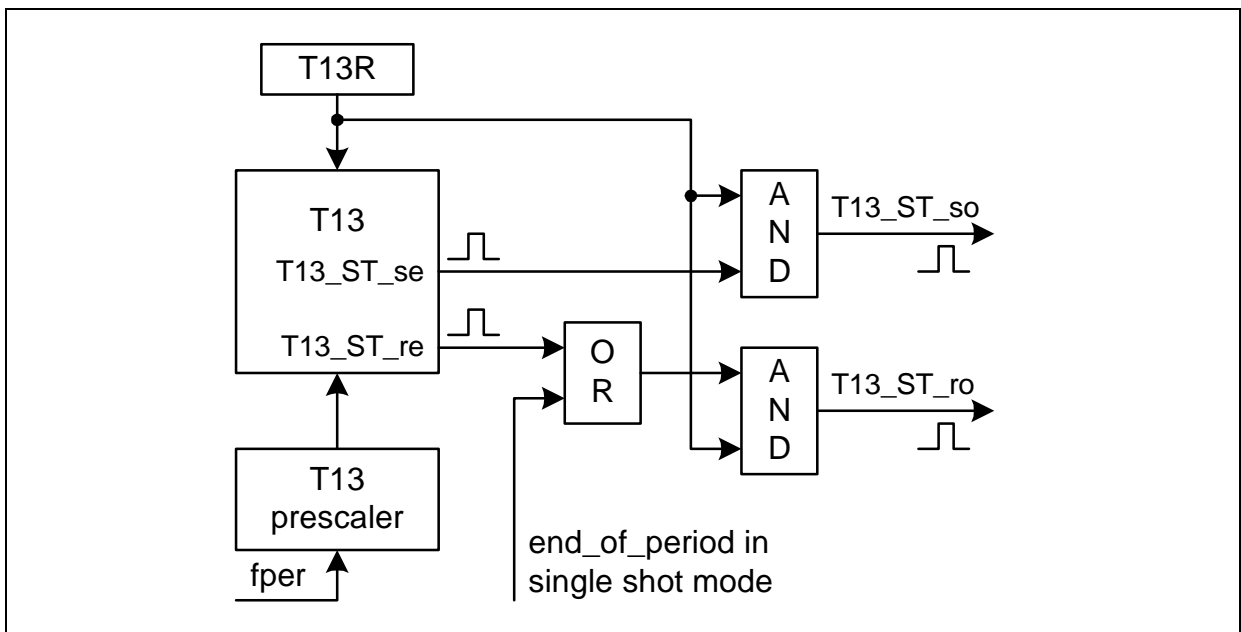 T13R
T13
T13_ST_se
T13_ST_re
T13
prescaler
fper
O
R
end_of_period in
single shot mode
A
N
D
T13_ST_so
A
N
D
T13_ST_ro